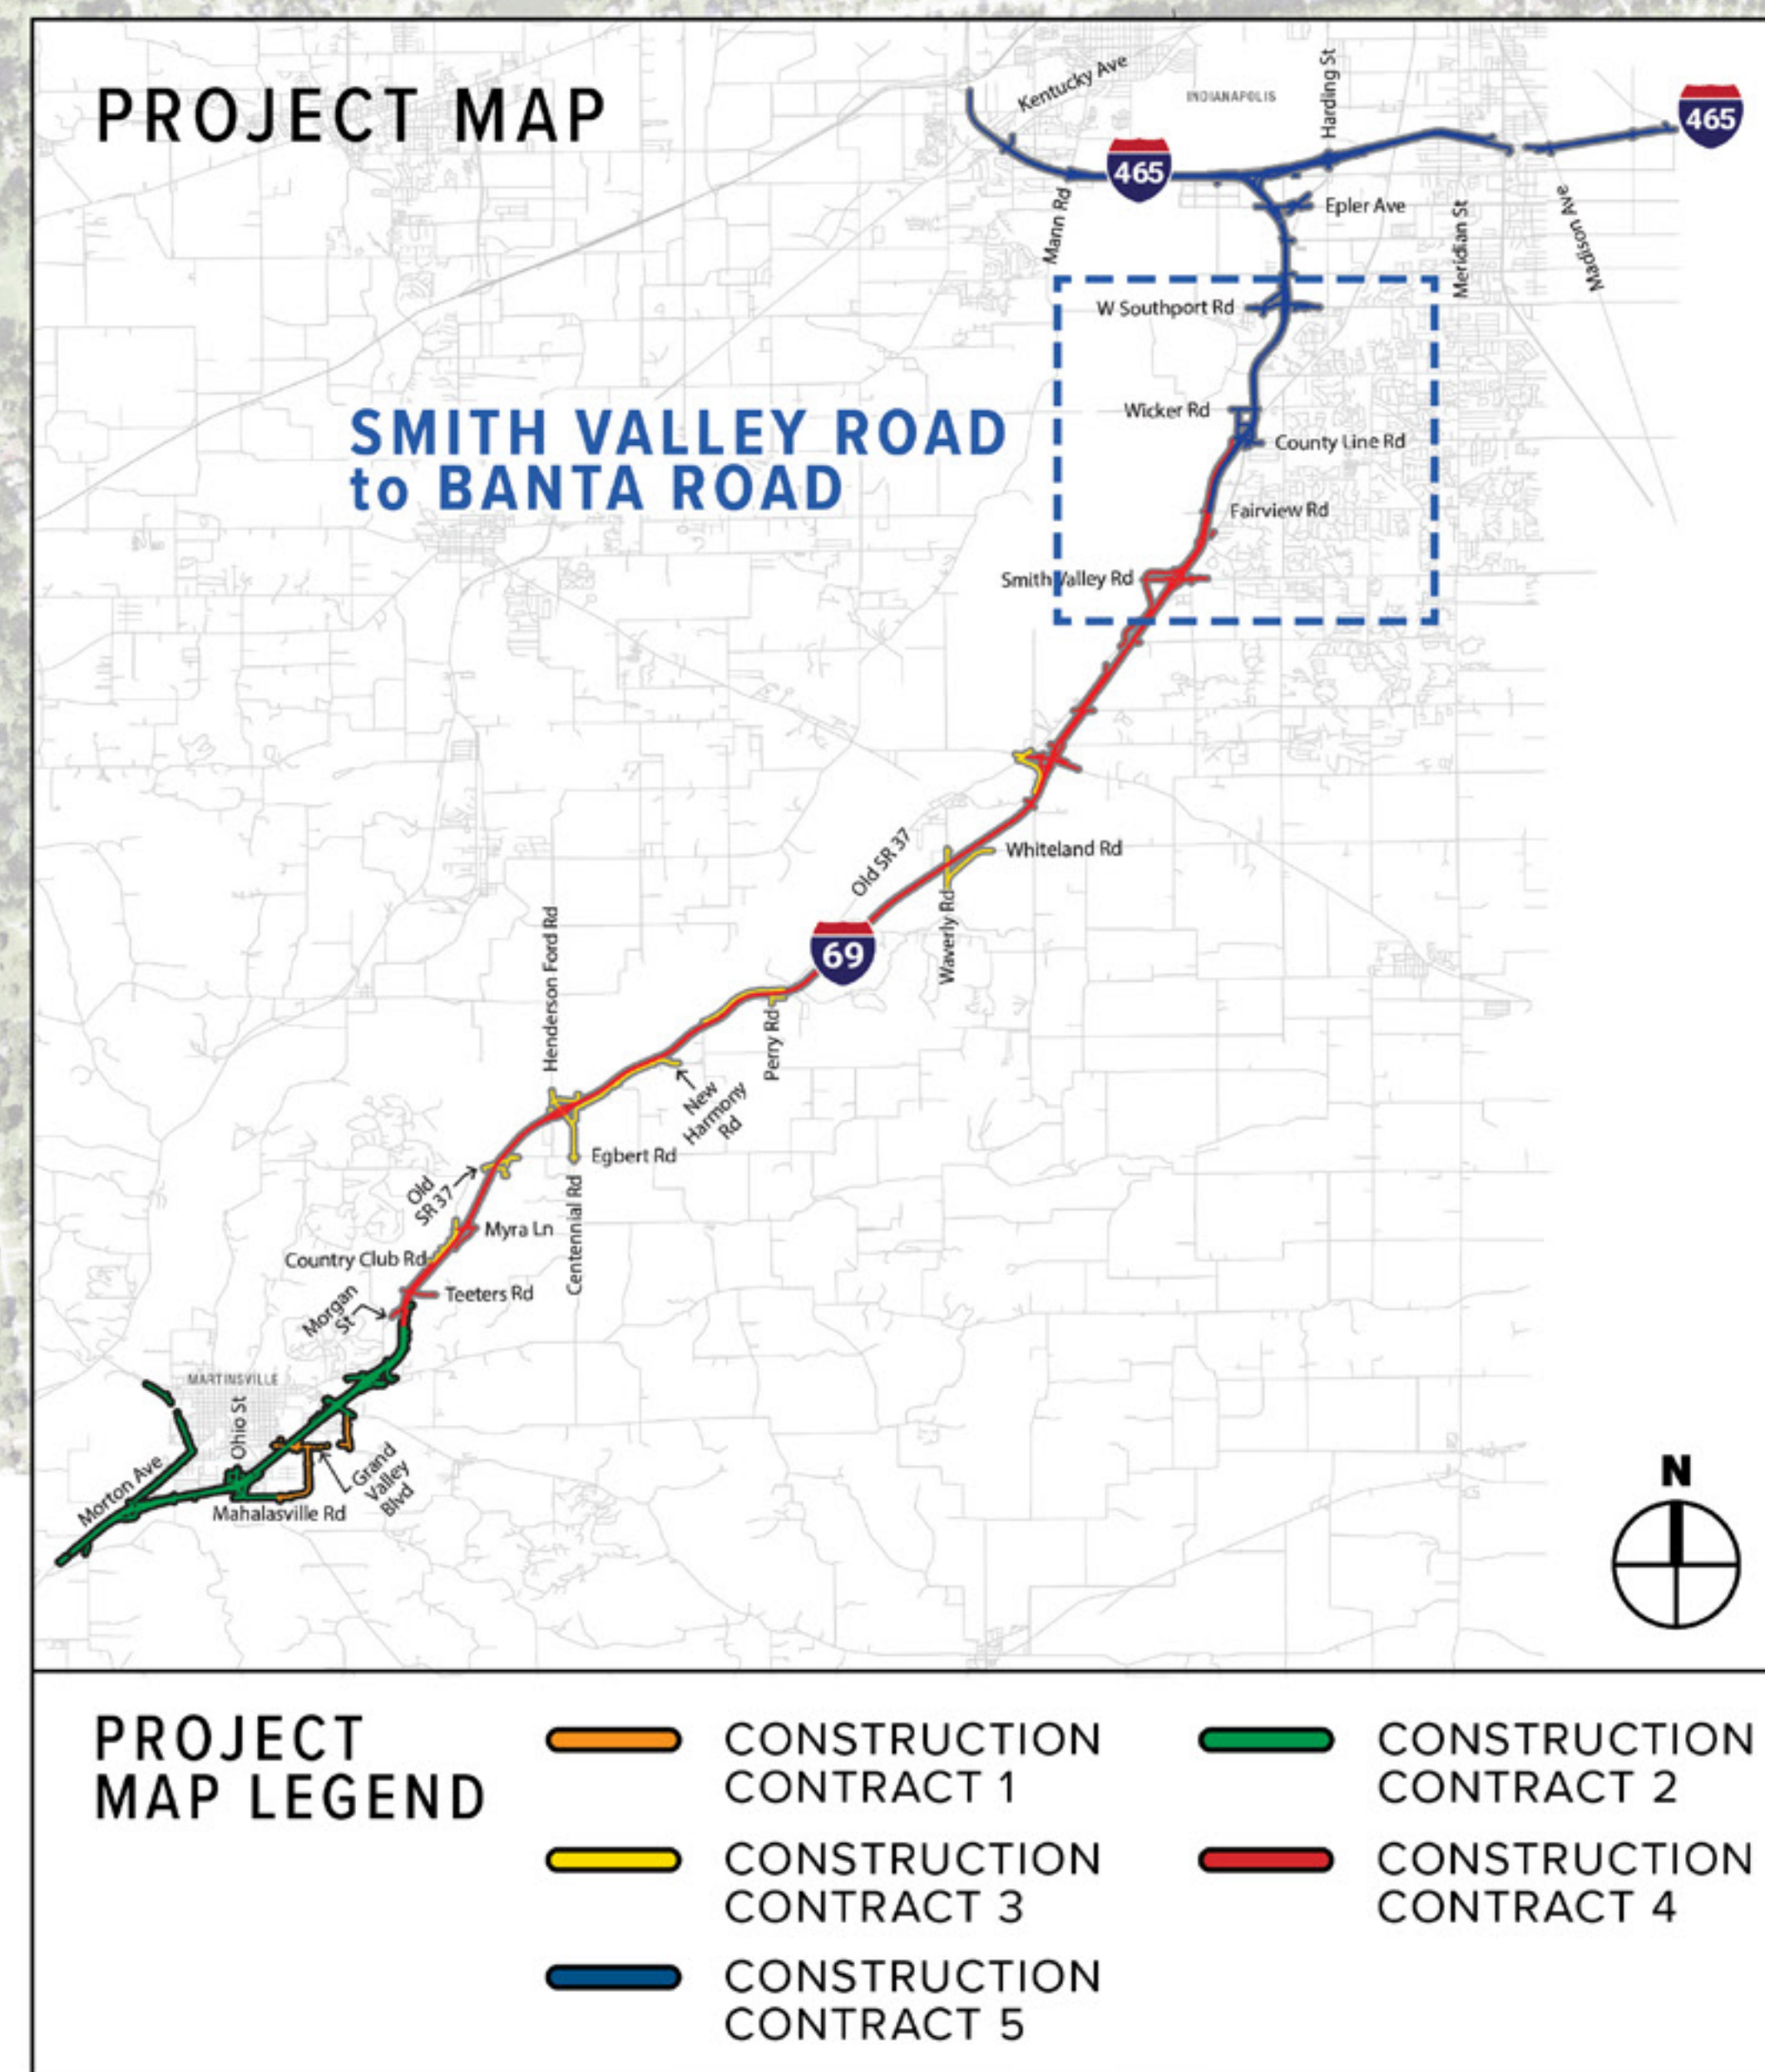 PROJECT MAP
Kentucky Ave
INDIANAPOLIS
Harding St
465
465
Mann Rd
Epler Ave
Meridian St
Madison Ave
W Southport Rd
SMITH VALLEY ROAD
to BANTA ROAD
Wicker Rd
County Line Rd
Fairview Rd
Smith Valley Rd
Old SR 37
Whiteland Rd
Waverly Rd
69
Henderson Ford Rd
Perry Rd
New
Harmony
Rd
Egbert Rd
Old
SR 37
Centennial Rd
Myra Ln
Country Club Rd
Teeters Rd
Morgan
St
MARTINSVILLE
Ohio St
Morton Ave
Grand
Valley
Blvd
Mahalasville Rd
N
PROJECT
MAP LEGEND
CONSTRUCTION
CONTRACT 1
CONSTRUCTION
CONTRACT 2
CONSTRUCTION
CONTRACT 3
CONSTRUCTION
CONTRACT 4
CONSTRUCTION
CONTRACT 5